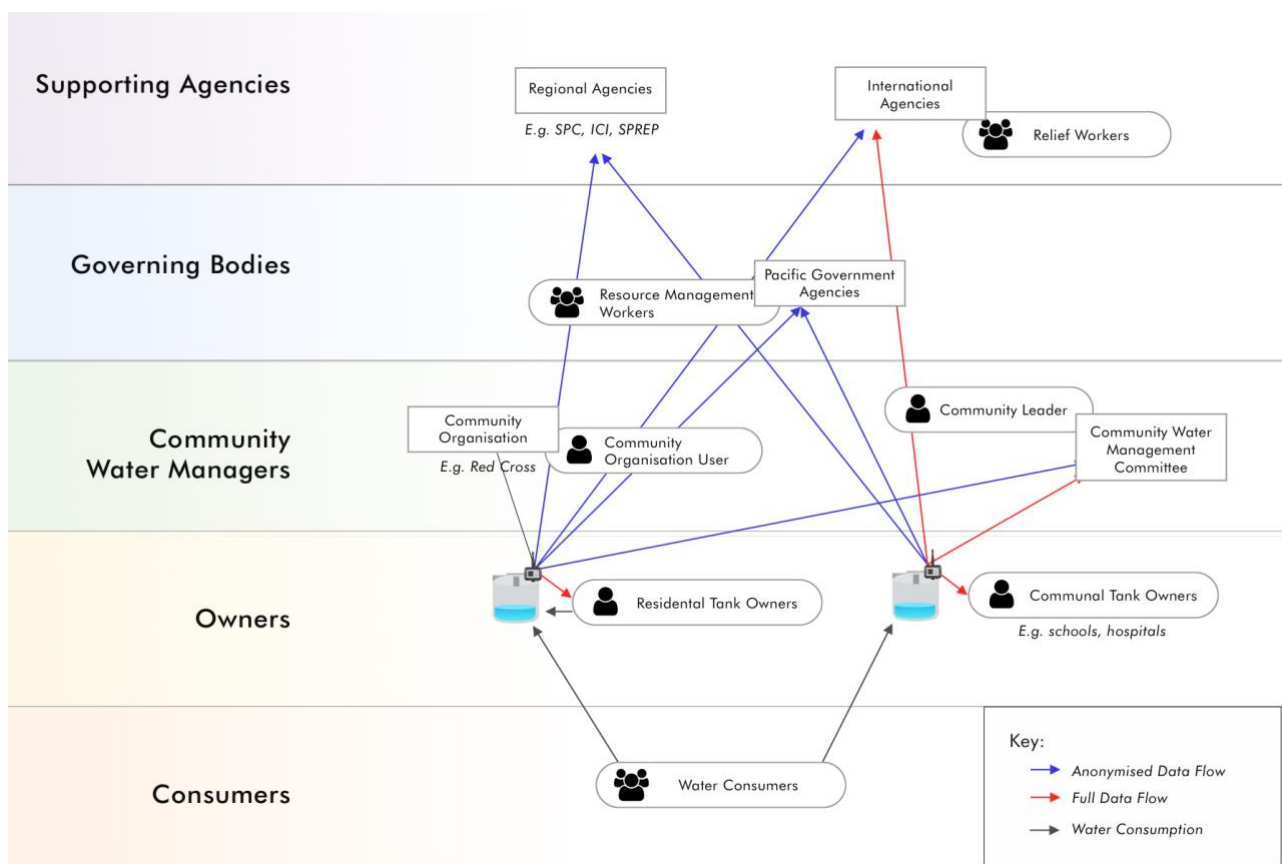 Supporting Agencies
Regional Agencies
E.g. SPC, ICI, SPREP
International
Agencies
Relief Workers
Governing Bodies
Resource Management
Workers
Pacific Government
Agencies
Community
Water Managers
Community
Organisation
E.g. Red Cross
Community
Organisation User
Community Leader
Community Water
Management
Committee
Owners
Residental Tank Owners
Communal Tank Owners
E.g. schools, hospitals
Consumers
Water Consumers
Key:
Anonymised Data Flow
Full Data Flow
Water Consumption